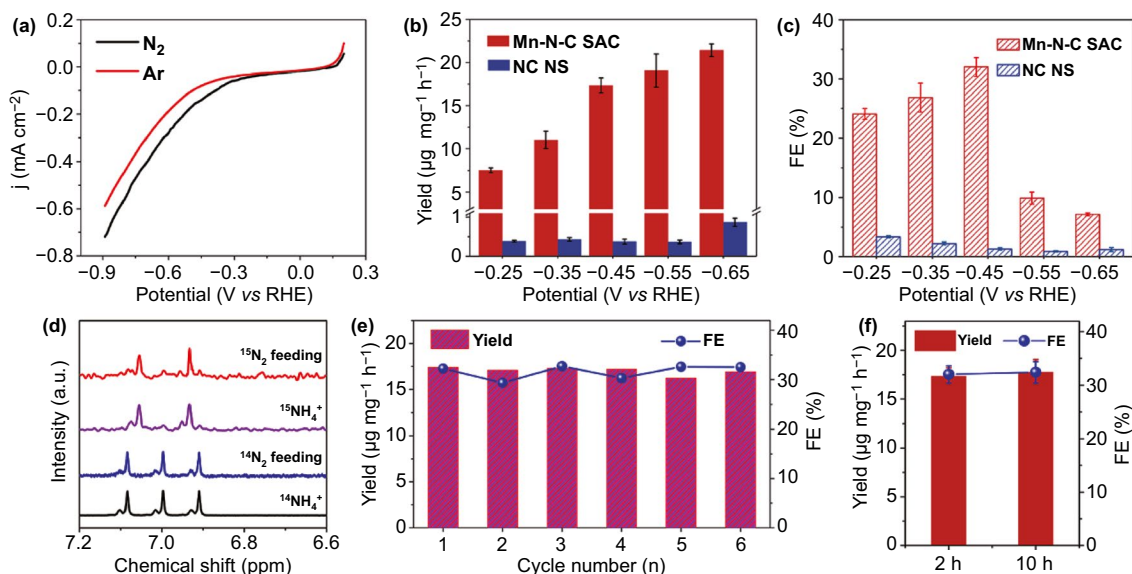 (a)
N₂
Ar
j (mA cm⁻²)
0.0
−0.2
−0.4
−0.6
−0.8
−0.9 −0.6 −0.3 0.0 0.3
Potential (V vs RHE)
(b)
Mn-N-C SAC
NC NS
Yield (µg mg⁻¹ h⁻¹)
25
20
15
10
5
1
0
−0.25 −0.35 −0.45 −0.55 −0.65
Potential (V vs RHE)
(c)
Mn-N-C SAC
NC NS
FE (%)
40
30
20
10
0
−0.25 −0.35 −0.45 −0.55 −0.65
Potential (V vs RHE)
(d)
¹⁵N₂ feeding
¹⁵NH₄⁺
¹⁴N₂ feeding
¹⁴NH₄⁺
Intensity (a.u.)
7.2 7.0 6.8 6.6
Chemical shift (ppm)
(e)
Yield FE
Yield (µg mg⁻¹ h⁻¹)
20
15
10
5
0
40
30
20
10
0
FE (%)
1 2 3 4 5 6
Cycle number (n)
(f)
Yield FE
Yield (µg mg⁻¹ h⁻¹)
20
15
10
5
0
40
30
20
10
0
FE (%)
2 h 10 h